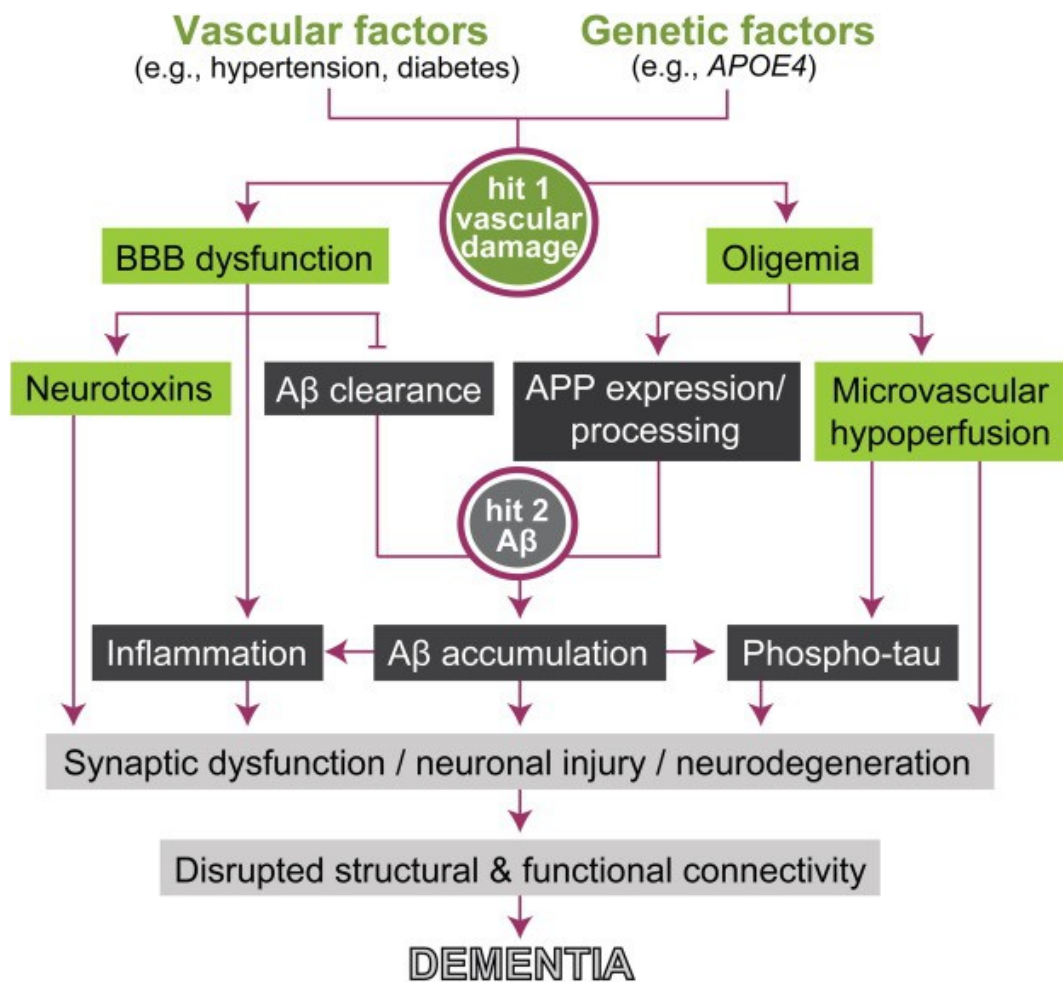 Vascular factors
(e.g., hypertension, diabetes)
Genetic factors
(e.g., APOE4)
hit 1
vascular
damage
BBB dysfunction
Oligemia
Neurotoxins
Aβ clearance
APP expression/
processing
Microvascular
hypoperfusion
hit 2
Aβ
Inflammation
Aβ accumulation
Phospho-tau
Synaptic dysfunction / neuronal injury / neurodegeneration
Disrupted structural & functional connectivity
DEMENTIA